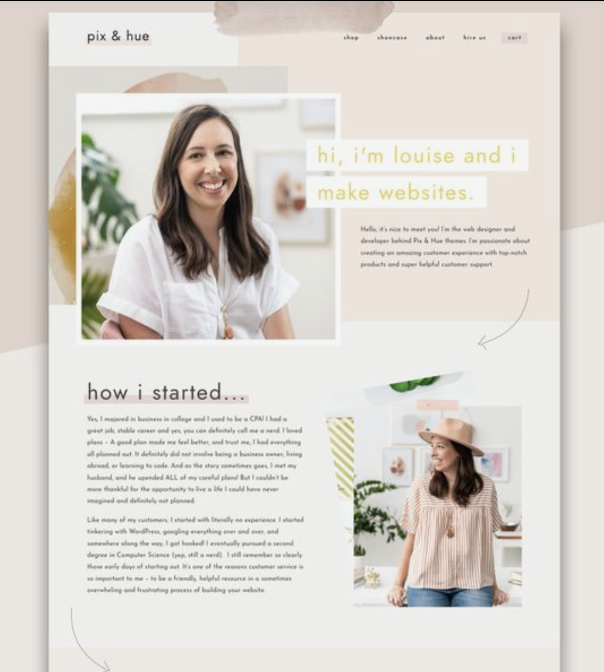 pix & hue
shop showcase about hire us cart
hi, i'm louise and i
make websites.
Hello, it's nice to meet you! I'm the web designer and
developer behind Pix & Hue themes. I'm passionate about
creating an amazing customer experience with top-notch
products and super helpful customer support.
how i started...
Yes, I majored in business in college and I used to be a CPA! I had a
great job, stable career and yes, you can definitely call me a nerd. I loved
plans - A good plan made me feel better, and trust me, I had everything
all planned out. It definitely did not involve being a business owner, living
abroad, or learning to code. And as the story sometimes goes, I met my
husband, and he upended ALL of my careful plans! But I couldn't be
more thankful for the opportunity to live a life I could have never
imagined and definitely not planned.
Like many of my customers, I started with literally no experience. I started
tinkering with WordPress, googling everything over and over, and
somewhere along the way, I got hooked! I eventually pursued a second
degree in Computer Science (yep, still a nerd). I still remember so clearly
those early days of starting out. It's one of the reasons customer service is
so important to me - to be a friendly, helpful resource in a sometimes
overwhelming and frustrating process of building your website.